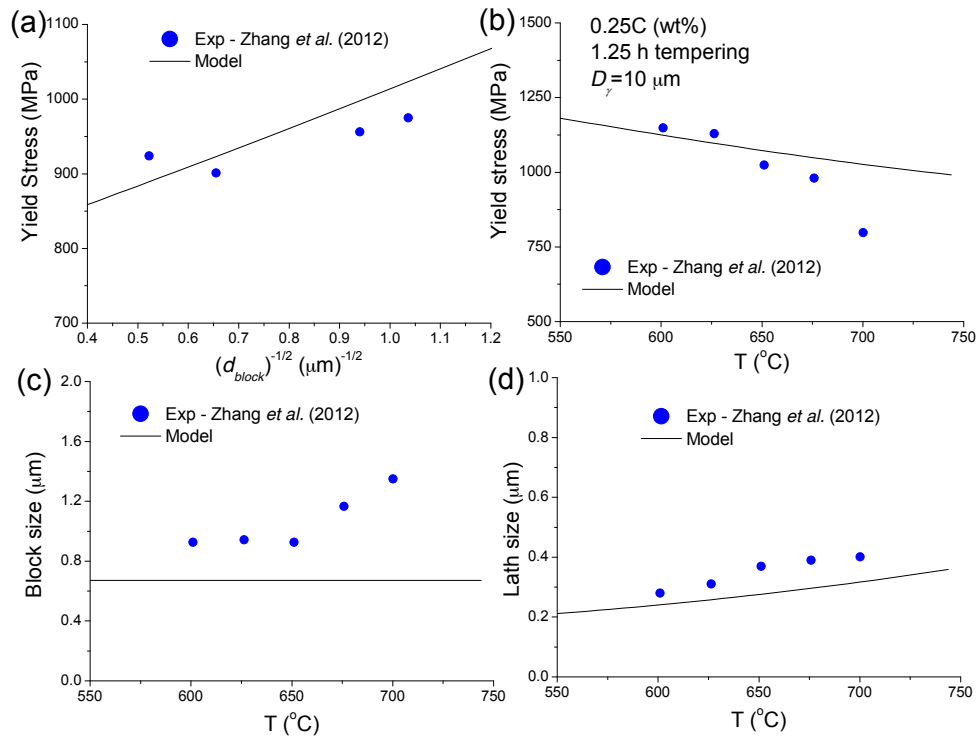 (a)
1100
1000
900
800
700
Yield Stress (MPa)
Exp - Zhang et al. (2012)
Model
0.4 0.5 0.6 0.7 0.8 0.9 1.0 1.1 1.2
(d_block)^-1/2 (μm)^-1/2
(b)
1500
1250
1000
750
500
Yield stress (MPa)
0.25C (wt%)
1.25 h tempering
D_γ=10 μm
Exp - Zhang et al. (2012)
Model
550 600 650 700 750
T (°C)
(c)
2.0
1.6
1.2
0.8
0.4
0.0
Block size (μm)
Exp - Zhang et al. (2012)
Model
550 600 650 700 750
T (°C)
(d)
1.0
0.8
0.6
0.4
0.2
0.0
Lath size (μm)
Exp - Zhang et al. (2012)
Model
550 600 650 700 750
T (°C)